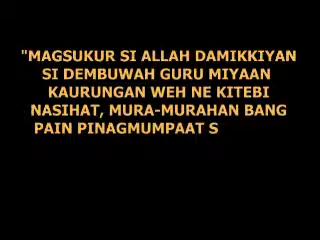 "MAGSUKUR SI ALLAH DAMIKKIYAN
SI DEMBUWAH GURU MIYAAN
KAURUNGAN WEH NE KITEBI
NASIHAT, MURA-MURAHAN BANG
PAIN PINAGMUMPAAT S